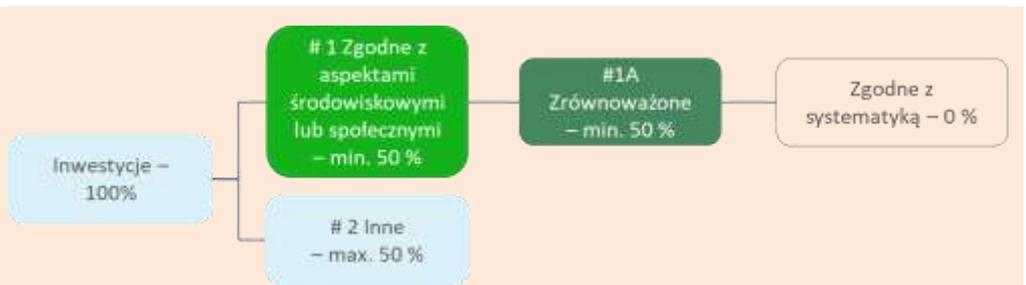 # 1 Zgodne z
aspektami
środowiskowymi
lub społecznymi
– min. 50 %
#1A
Zrównoważone
– min. 50 %
Zgodne z
systematyką – 0 %
Inwestycje –
100%
# 2 Inne
– max. 50 %